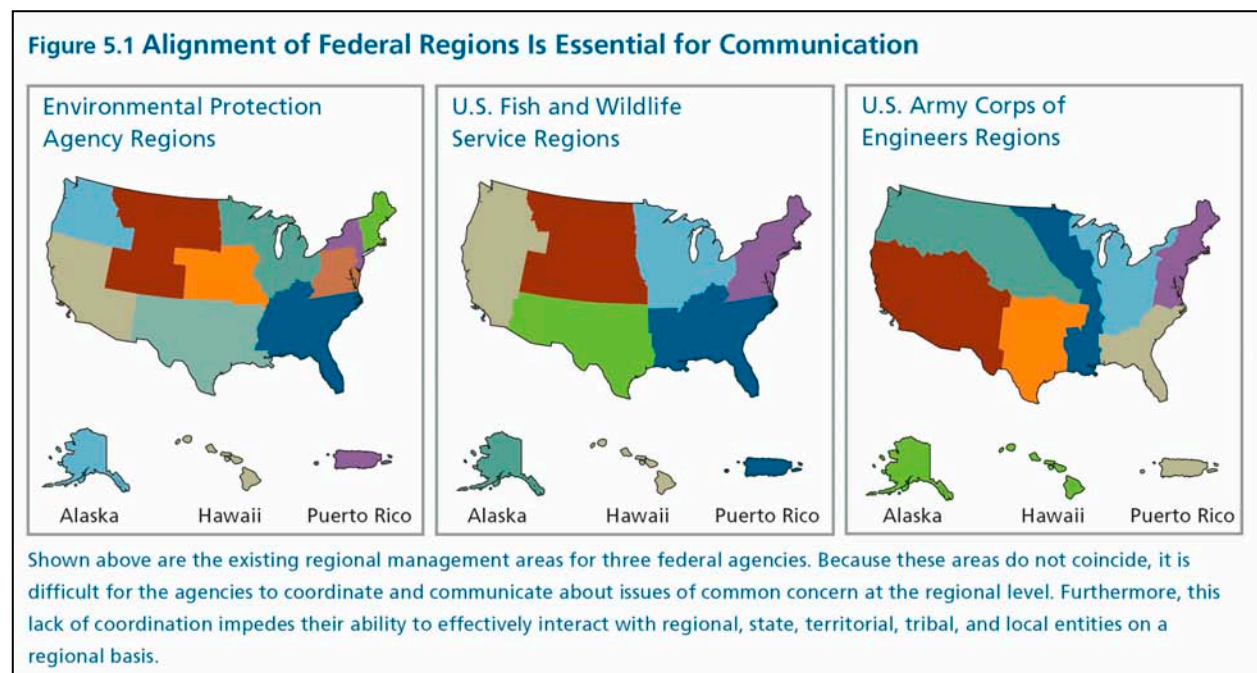 Figure 5.1 Alignment of Federal Regions Is Essential for Communication
Environmental Protection
Agency Regions
U.S. Fish and Wildlife
Service Regions
U.S. Army Corps of
Engineers Regions
Alaska
Hawaii
Puerto Rico
Alaska
Hawaii
Puerto Rico
Alaska
Hawaii
Puerto Rico
Shown above are the existing regional management areas for three federal agencies. Because these areas do not coincide, it is
difficult for the agencies to coordinate and communicate about issues of common concern at the regional level. Furthermore, this
lack of coordination impedes their ability to effectively interact with regional, state, territorial, tribal, and local entities on a
regional basis.